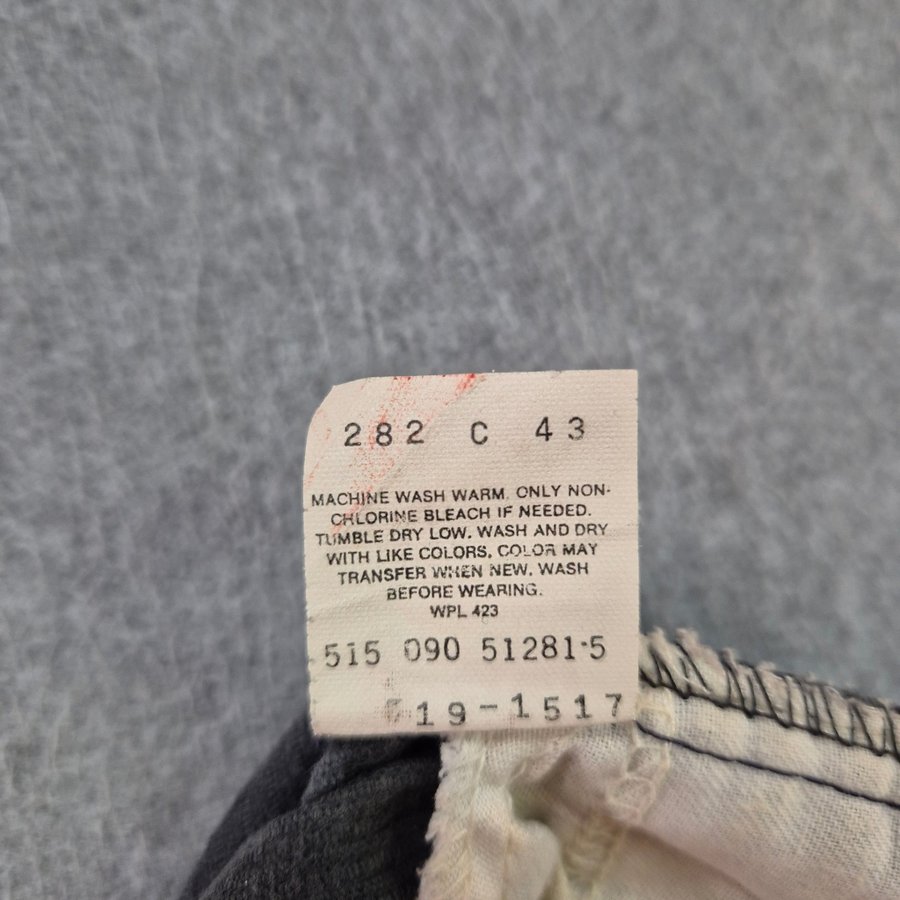 282 C 43
MACHINE WASH WARM. ONLY NON-
CHLORINE BLEACH IF NEEDED.
TUMBLE DRY LOW. WASH AND DRY
WITH LIKE COLORS. COLOR MAY
TRANSFER WHEN NEW. WASH
BEFORE WEARING.
WPL 423
515 090 51281-5
19-1517